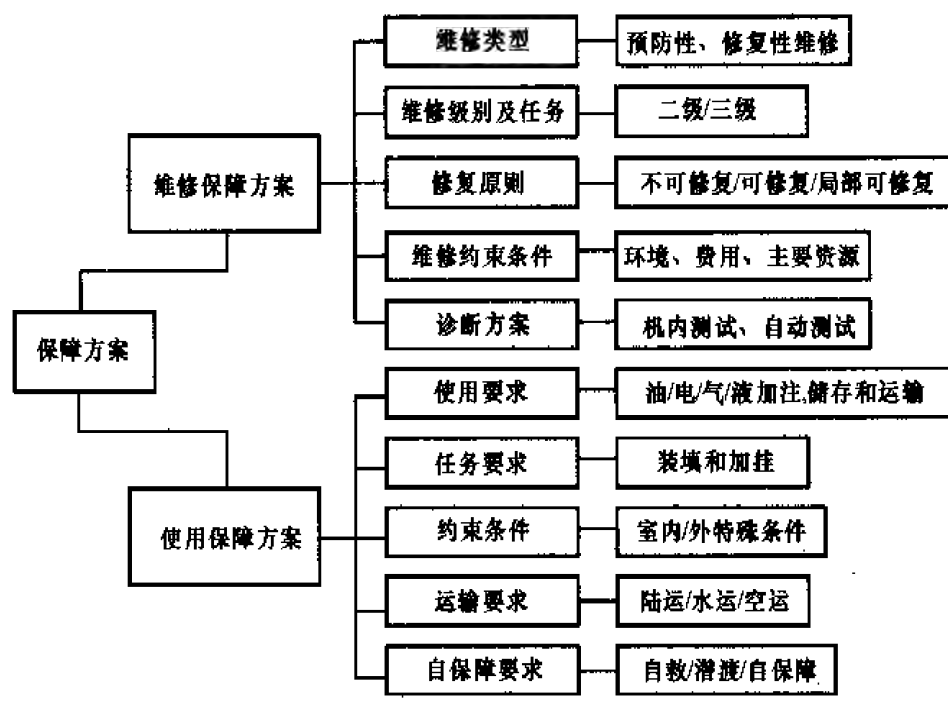 维修类型
预防性、修复性维修
维修级别及任务
二级/三级
维修保障方案
修复原则
不可修复/可修复/局部可修复
维修约束条件
环境、费用、主要资源
诊断方案
机内测试、自动测试
保障方案
使用要求
油/电/气/液加注,储存和运输
任务要求
装填和加挂
使用保障方案
约束条件
室内/外特殊条件
运输要求
陆运/水运/空运
自保障要求
自救/潜渡/自保障